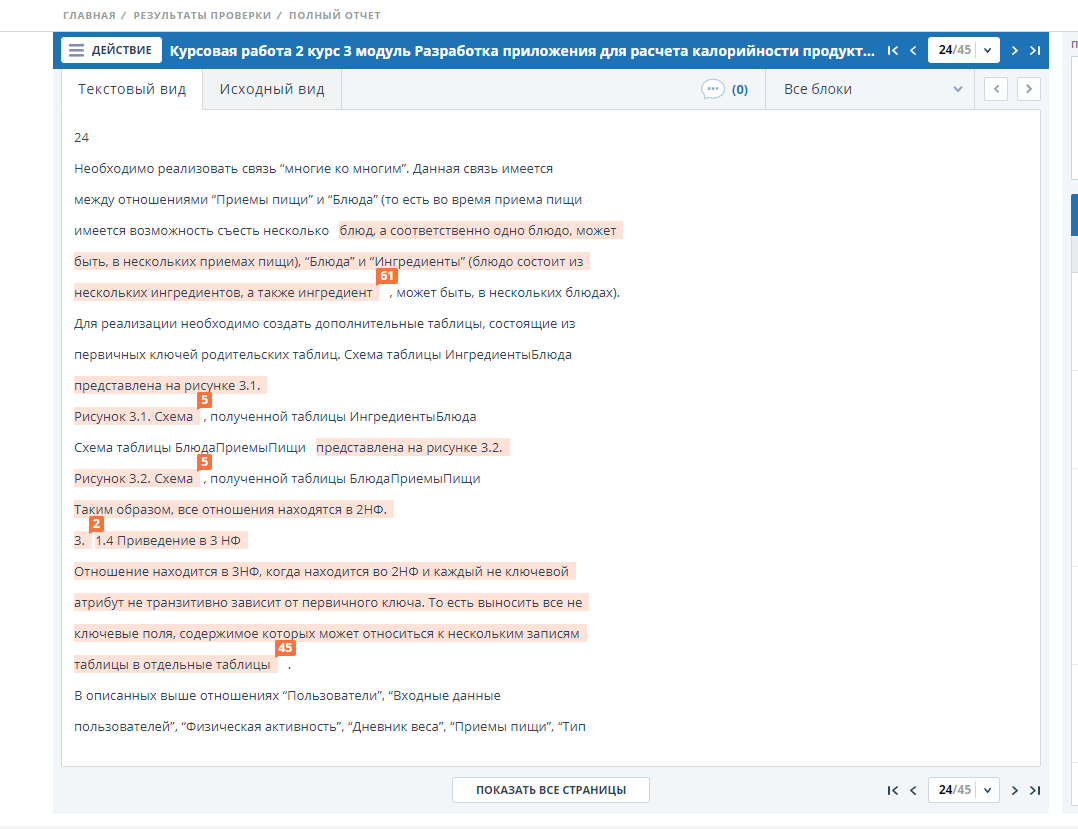 ГЛАВНАЯ / РЕЗУЛЬТАТЫ ПРОВЕРКИ / ПОЛНЫЙ ОТЧЕТ
ДЕЙСТВИЕ Курсовая работа 2 курс 3 модуль Разработка приложения для расчета калорийности продукт... 24/45
Текстовый вид Исходный вид (0) Все блоки
24
Необходимо реализовать связь “многие ко многим”. Данная связь имеется
между отношениями “Приемы пищи” и “Блюда” (то есть во время приема пищи
имеется возможность съесть несколько блюд, а соответственно одно блюдо, может
быть, в нескольких приемах пищи), “Блюда” и “Ингредиенты” (блюдо состоит из
нескольких ингредиентов, а также ингредиент 61 , может быть, в нескольких блюдах).
Для реализации необходимо создать дополнительные таблицы, состоящие из
первичных ключей родительских таблиц. Схема таблицы ИнгредиентыБлюда
представлена на рисунке 3.1.
Рисунок 3.1. Схема 5 , полученной таблицы ИнгредиентыБлюда
Схема таблицы БлюдаПриемыПищи представлена на рисунке 3.2.
Рисунок 3.2. Схема 5 , полученной таблицы БлюдаПриемыПищи
Таким образом, все отношения находятся в 2НФ.
3. 2 1.4 Приведение в 3 НФ
Отношение находится в 3НФ, когда находится во 2НФ и каждый не ключевой
атрибут не транзитивно зависит от первичного ключа. То есть выносить все не
ключевые поля, содержимое которых может относиться к нескольким записям
таблицы в отдельные таблицы 45 .
В описанных выше отношениях “Пользователи”, “Входные данные
пользователей”, “Физическая активность”, “Дневник веса”, “Приемы пищи”, “Тип
ПОКАЗАТЬ ВСЕ СТРАНИЦЫ 24/45